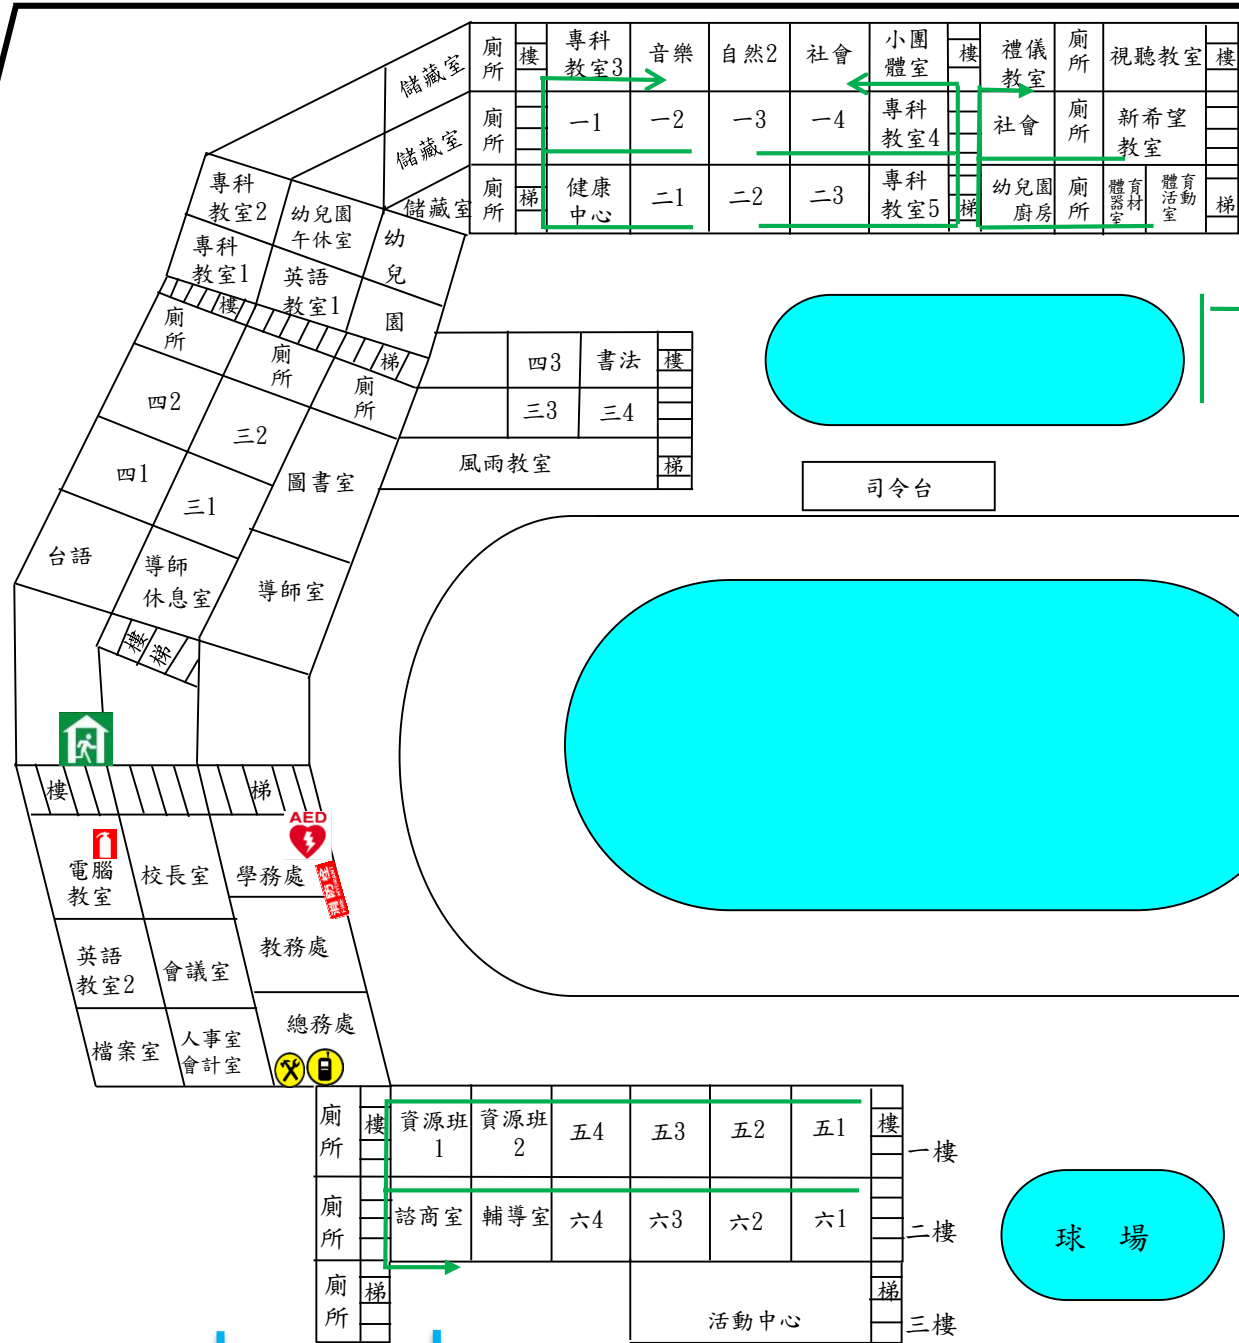 儲藏室
廁所
樓
專科
教室3
音樂
自然2
社會
小團
體室
樓
禮儀
教室
廁所
視聽教室
樓
儲藏室
廁所
一1
一2
一3
一4
專科
教室4
社會
廁所
新希望
教室
儲藏室
廁所
梯
健康
中心
二1
二2
二3
專科
教室5
梯
幼兒園
廚房
廁所
體育
器材
室
體育
活動
室
梯
專科
教室2
幼兒園
午休室
幼
兒
園
專科
教室1
英語
教室1
樓
梯
廁所
廁所
廁所
四3
書法
樓
四2
三2
三3
三4
圖書室
風雨教室
梯
四1
三1
司令台
台語
導師
休息室
導師室
樓
梯
樓
梯
AED
電腦
教室
校長室
學務處
英語
教室2
會議室
教務處
檔案室
人事室
會計室
總務處
廁所
樓
資源班
1
資源班
2
五4
五3
五2
五1
樓
一樓
廁所
諮商室
輔導室
六4
六3
六2
六1
二樓
球 場
廁所
梯
活動中心
梯
三樓